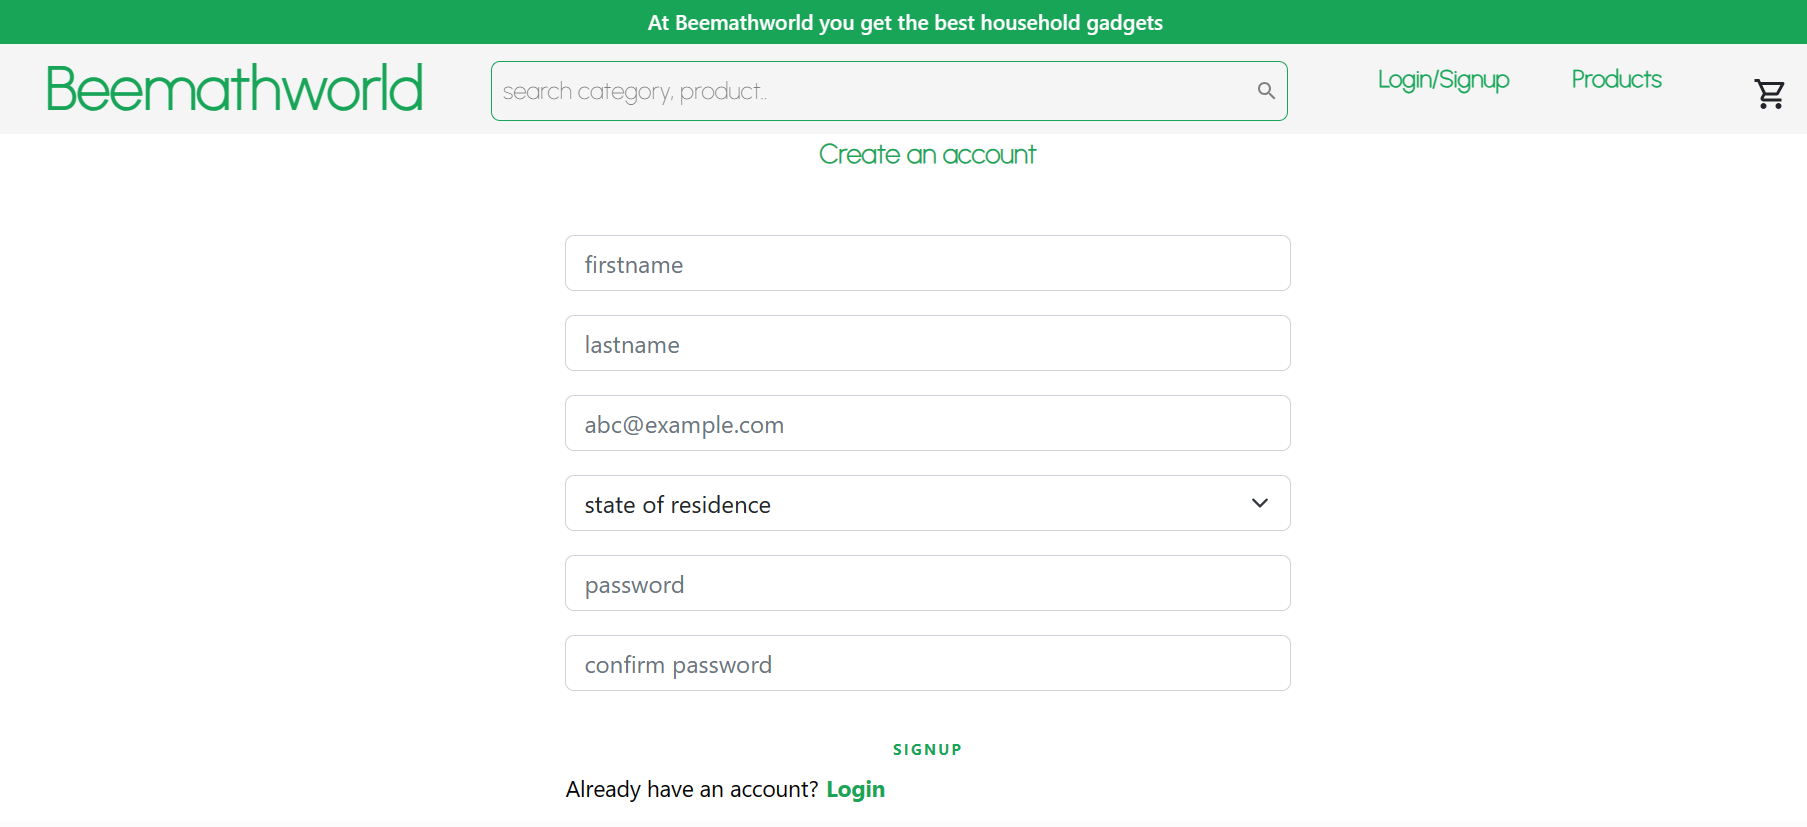 At Beemathworld you get the best household gadgets
Beemathworld
search category, product..
Login/Signup
Products
Create an account
firstname
lastname
abc@example.com
state of residence
password
confirm password
SIGNUP
Already have an account? Login